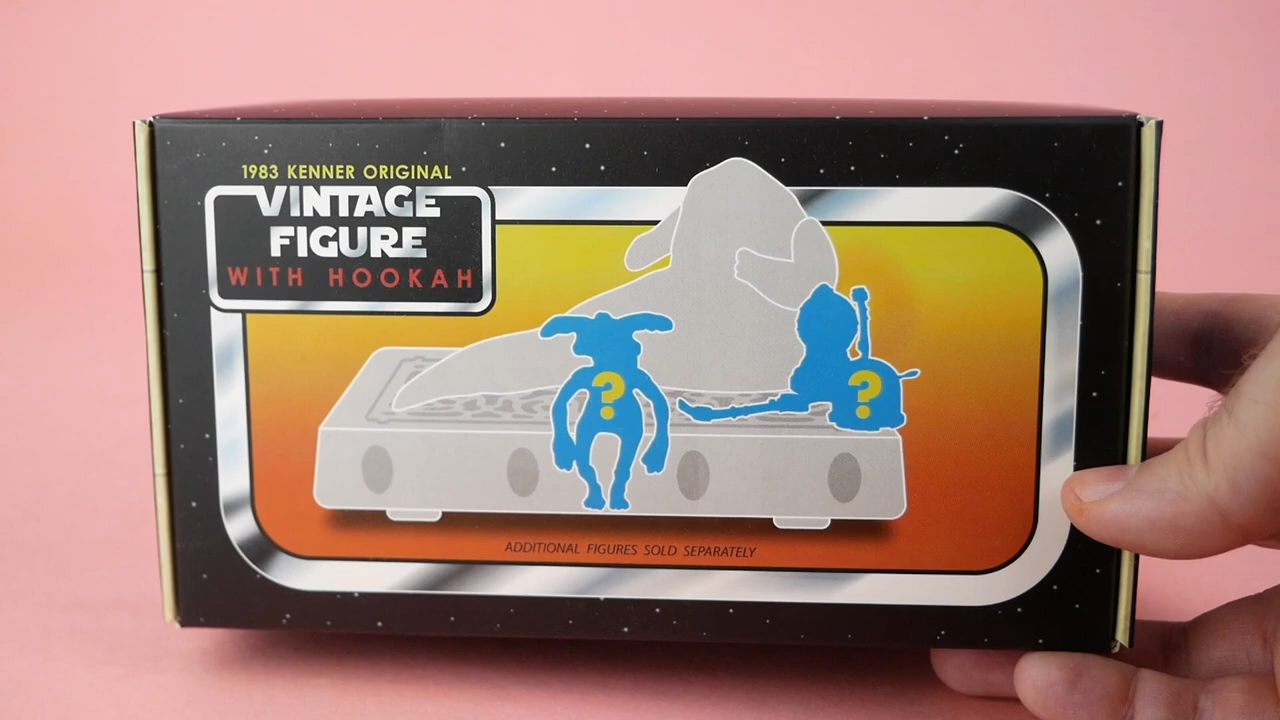 1983 KENNER ORIGINAL
VINTAGE
FIGURE
WITH HOOKAH
?
?
ADDITIONAL FIGURES SOLD SEPARATELY